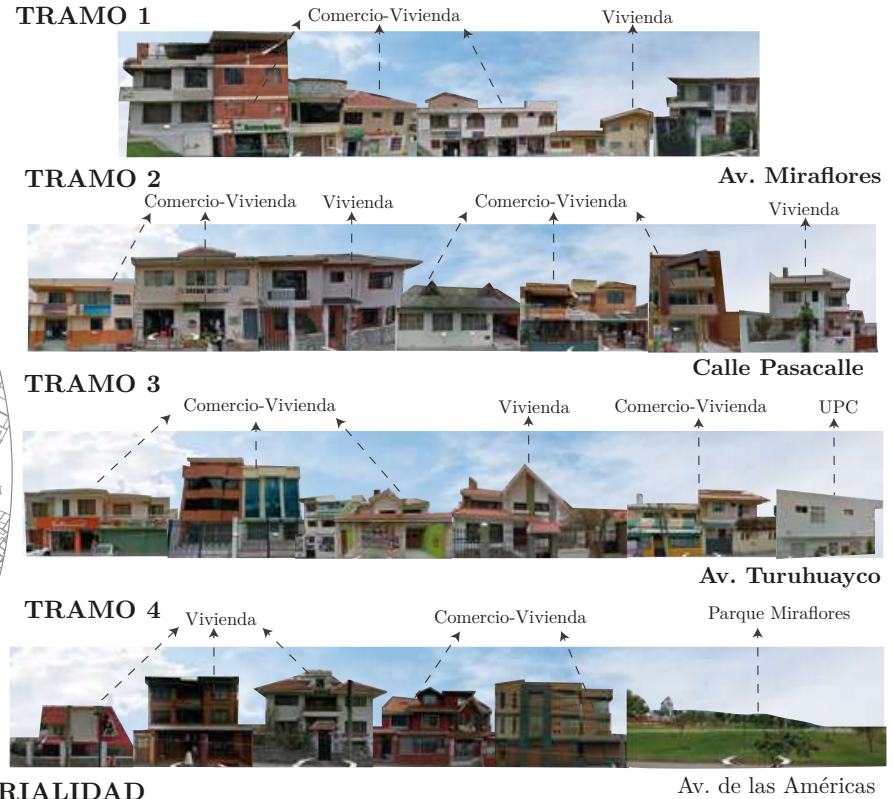 TRAMO 1
Comercio-Vivienda
Vivienda
Av. Miraflores
TRAMO 2
Comercio-Vivienda
Vivienda
Comercio-Vivienda
Vivienda
Calle Pasacalle
TRAMO 3
Comercio-Vivienda
Vivienda
Comercio-Vivienda
UPC
Av. Turuhuayco
TRAMO 4
Vivienda
Comercio-Vivienda
Parque Miraflores
Av. de las Américas
RIALIDAD